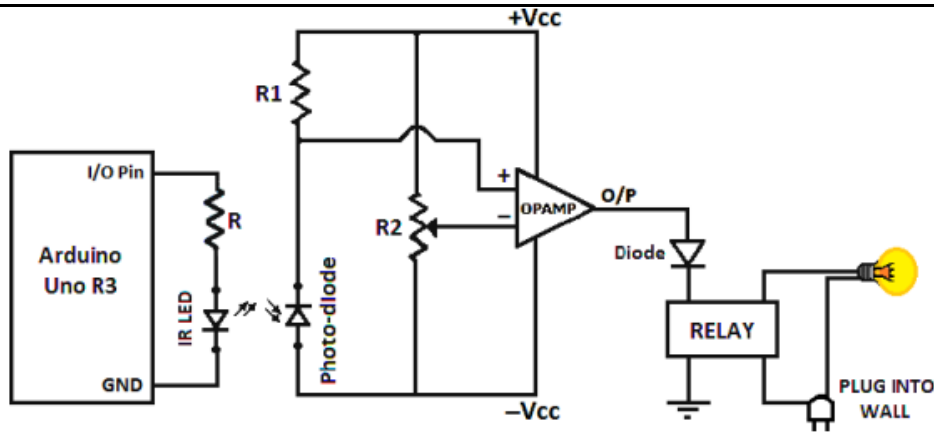 +Vcc
R1
I/O Pin
R
Arduino
Uno R3
IR LED
GND
Photo-diode
R2
+
−
OPAMP
O/P
Diode
RELAY
PLUG INTO
WALL
−Vcc